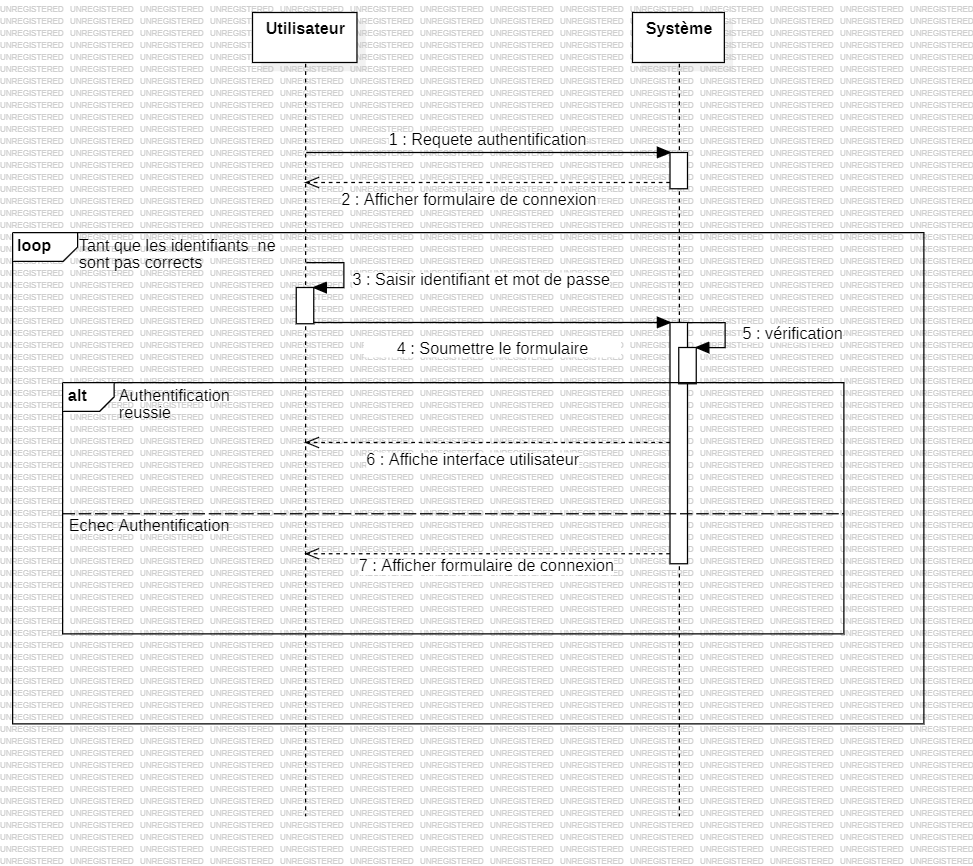 Utilisateur
Système
1 : Requete authentification
2 : Afficher formulaire de connexion
loop
Tant que les identifiants ne
sont pas corrects
3 : Saisir identifiant et mot de passe
4 : Soumettre le formulaire
5 : vérification
alt
Authentification
reussie
6 : Affiche interface utilisateur
Echec Authentification
7 : Afficher formulaire de connexion
UNREGISTERED